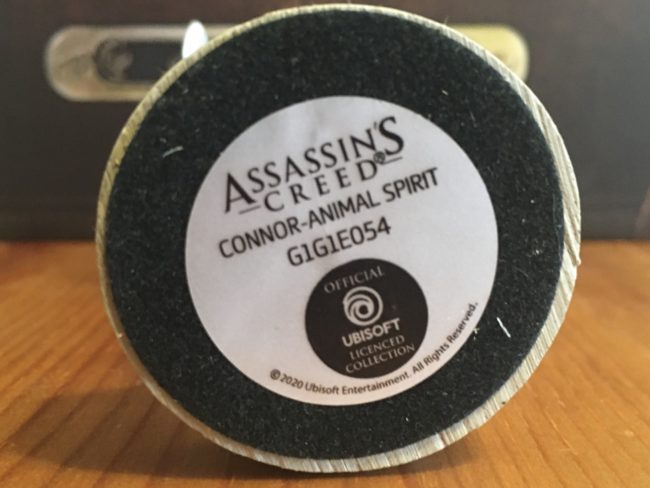 ASSASSIN'S
CREED®
CONNOR-ANIMAL SPIRIT
G1G1E054
OFFICIAL
UBISOFT
LICENCED
COLLECTION
©2020 Ubisoft Entertainment. All Rights Reserved.